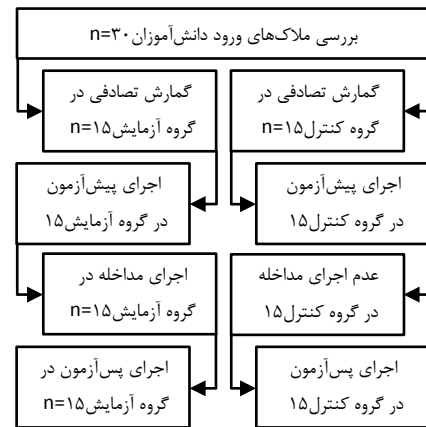 بررسی ملاک‌های ورود دانش‌آموزان n=۳۰
گمارش تصادفی در
گروه کنترل n=۱۵
گمارش تصادفی در
گروه آزمایش n=۱۵
اجرای پیش‌آزمون
در گروه کنترل ۱۵
اجرای پیش‌آزمون
در گروه آزمایش ۱۵
عدم اجرای مداخله
در گروه کنترل ۱۵
اجرای مداخله در
گروه آزمایش n=۱۵
اجرای پس‌آزمون
در گروه کنترل ۱۵
اجرای پس‌آزمون در
گروه آزمایش n=۱۵